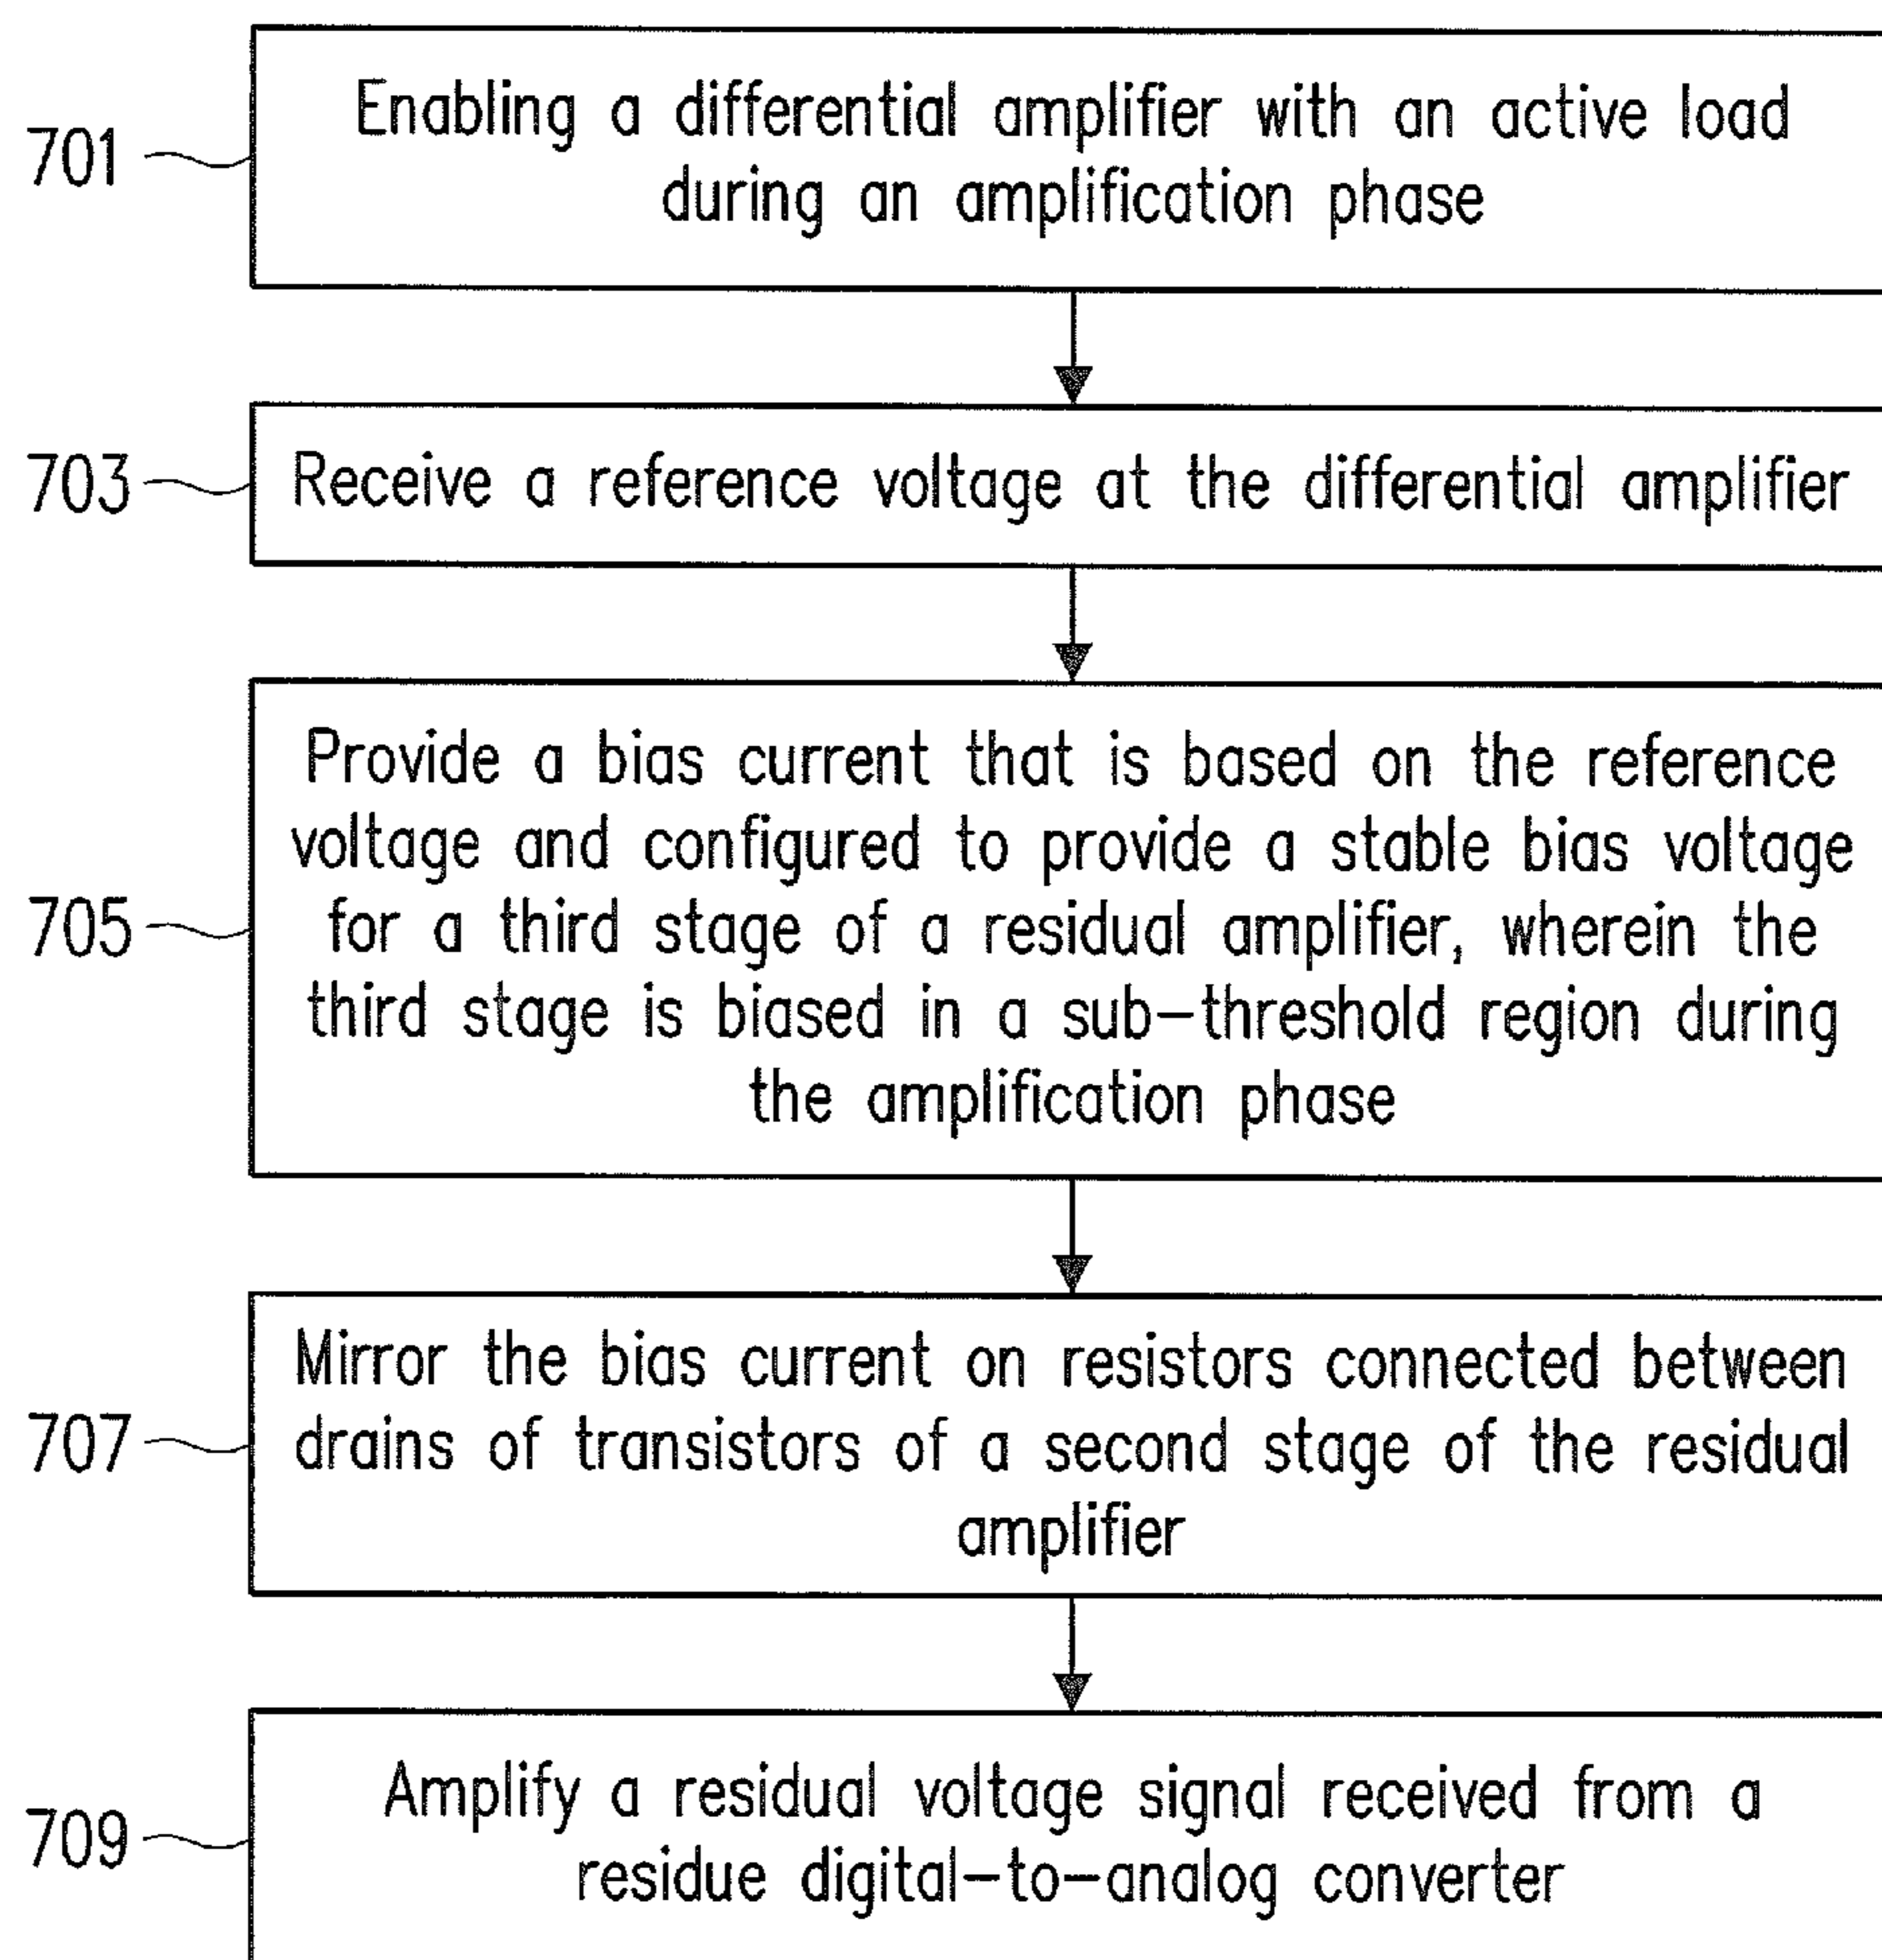 701
Enabling a differential amplifier with an active load
during an amplification phase
703
Receive a reference voltage at the differential amplifier
705
Provide a bias current that is based on the reference
voltage and configured to provide a stable bias voltage
for a third stage of a residual amplifier, wherein the
third stage is biased in a sub-threshold region during
the amplification phase
707
Mirror the bias current on resistors connected between
drains of transistors of a second stage of the residual
amplifier
709
Amplify a residual voltage signal received from a
residue digital-to-analog converter